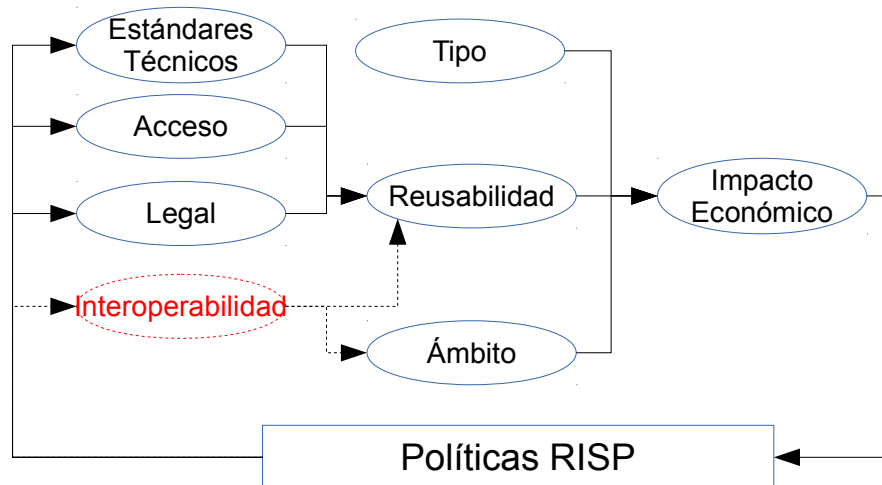 Estándares
Técnicos
Tipo
Acceso
Legal
Reusabilidad
Impacto
Económico
Interoperabilidad
Ámbito
Políticas RISP